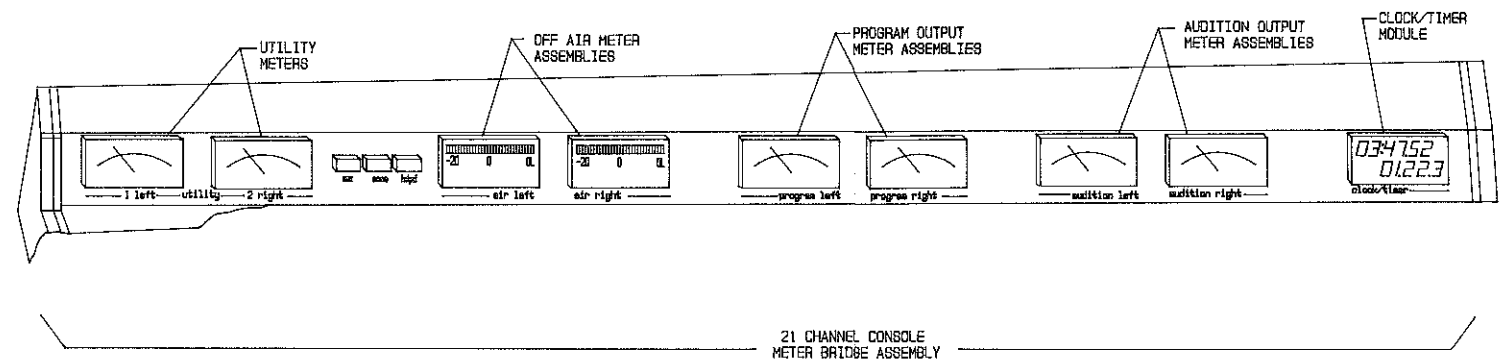 UTILITY
METERS
OFF AIR METER
ASSEMBLIES
PROGRAM OUTPUT
METER ASSEMBLIES
AUDITION OUTPUT
METER ASSEMBLIES
CLOCK/TIMER
MODULE
-20 0 OL
-20 0 OL
03:47.52
01.22.3
1 left utility 2 right
air left
air right
program left
program right
audition left
audition right
clock/timer
21 CHANNEL CONSOLE
METER BRIDGE ASSEMBLY